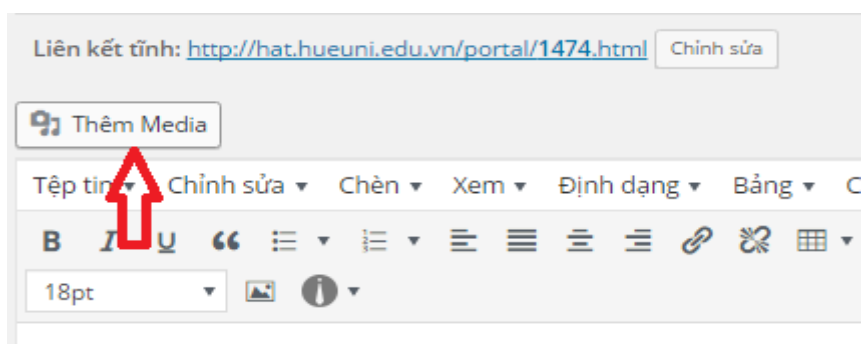 Liên kết tĩnh: http://hat.hueuni.edu.vn/portal/1474.html Chỉnh sửa
Thêm Media
Tệp tin Chỉnh sửa Chèn Xem Định dạng Bảng C
B I U
18pt